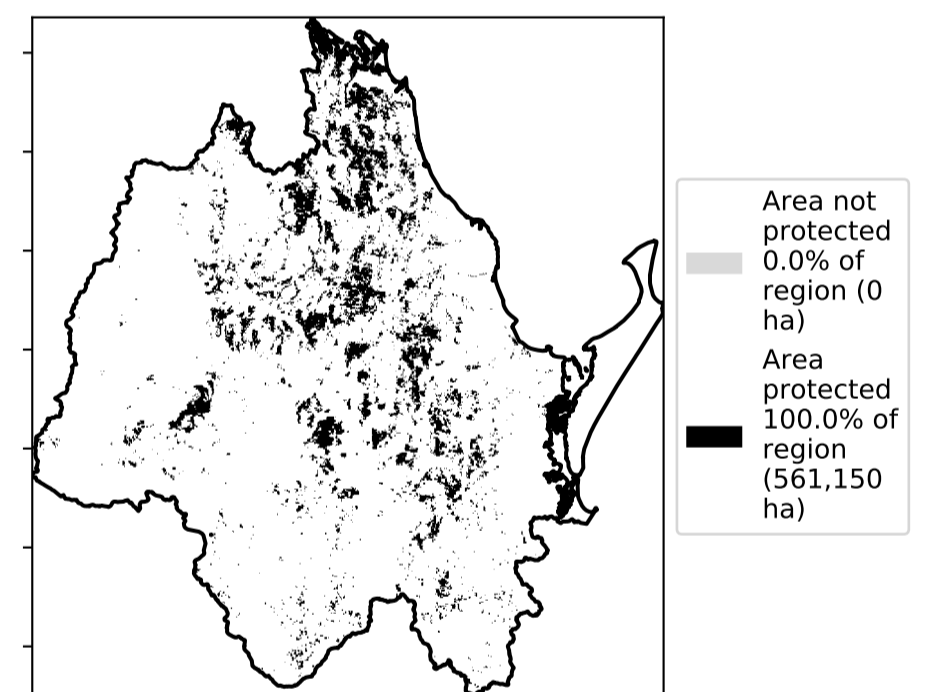 Area not
protected
0.0% of
region (0
ha)
Area
protected
100.0% of
region
(561,150
ha)